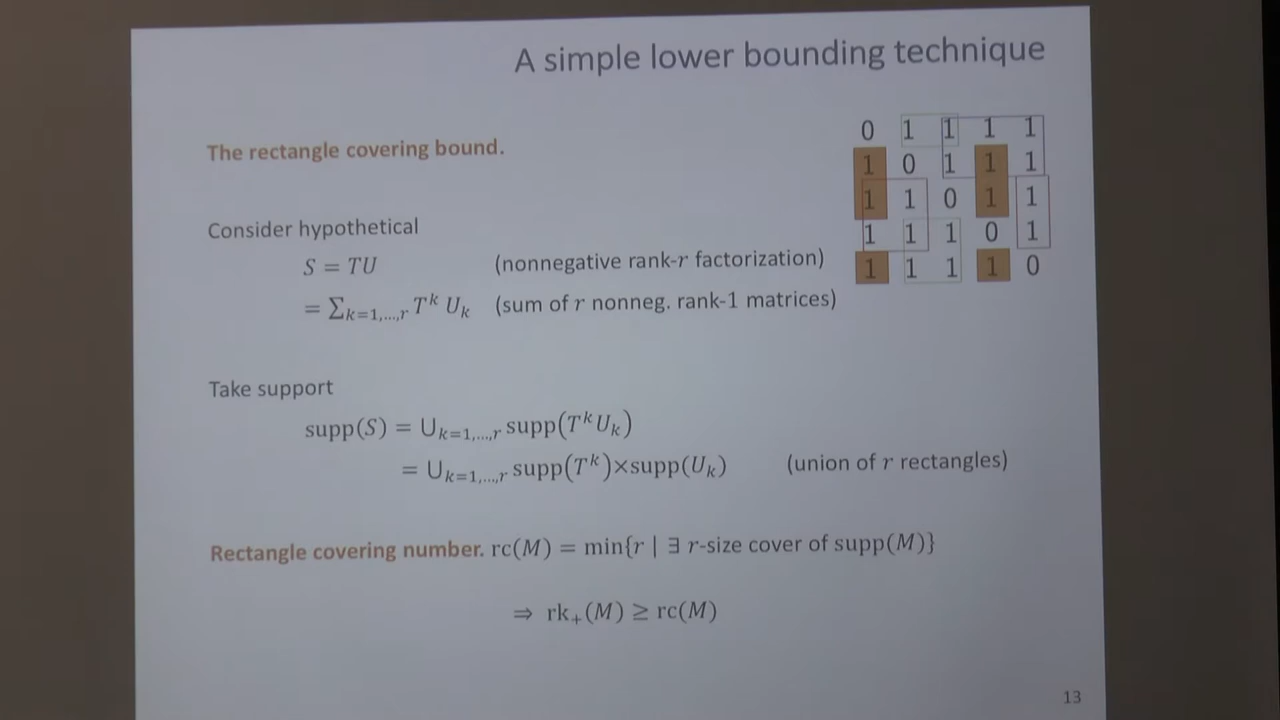 A simple lower bounding technique
The rectangle covering bound.
0 1 1 1 1
1 0 1 1 1
1 1 0 1 1
1 1 1 0 1
1 1 1 1 0
Consider hypothetical
S = TU (nonnegative rank-r factorization)
= ∑k=1,…,r T^k U_k (sum of r nonneg. rank-1 matrices)
Take support
supp(S) = ∪k=1,…,r supp(T^k U_k)
= ∪k=1,…,r supp(T^k)×supp(U_k) (union of r rectangles)
Rectangle covering number. rc(M) = min{r | ∃ r-size cover of supp(M)}
⇒ rk₊(M) ≥ rc(M)
13